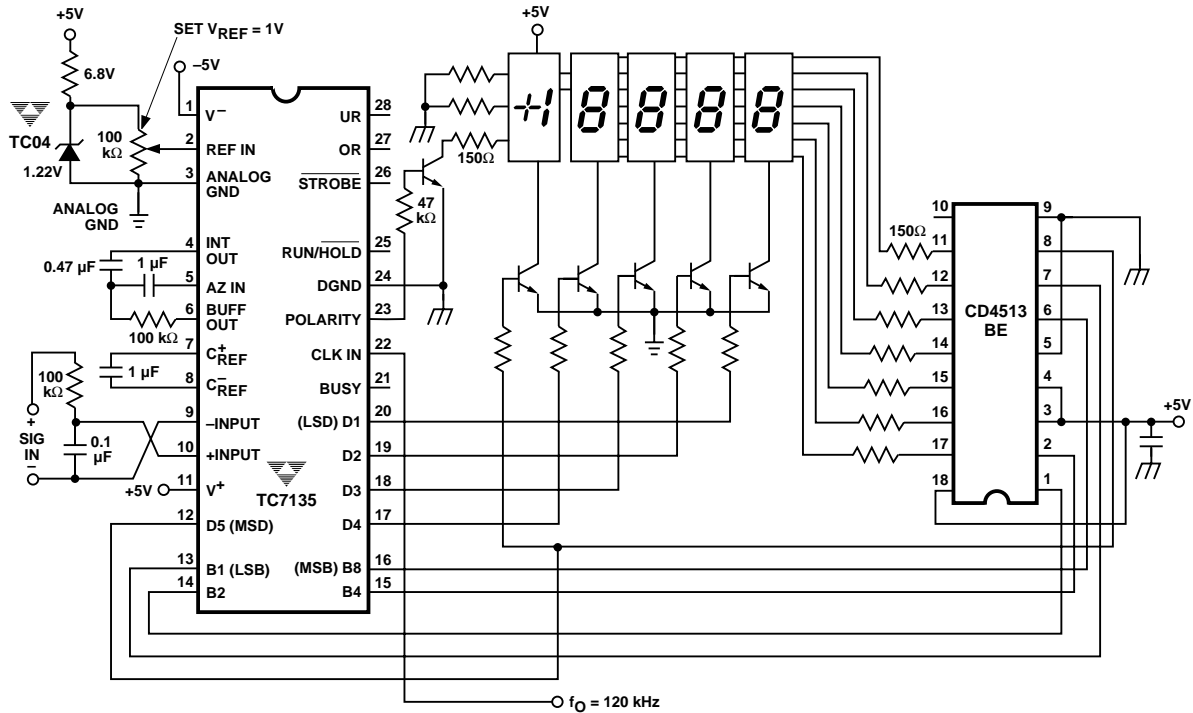 +5V
SET VREF = 1V
6.8V
–5V
TC04
100 kΩ
1.22V
ANALOG GND
1 V–
2 REF IN
3 ANALOG GND
4 INT OUT
5 AZ IN
6 BUFF OUT
7 C+REF
8 C–REF
9 –INPUT
10 +INPUT
11 V+
12 D5 (MSD)
13 B1 (LSB)
14 B2
0.47 µF
1 µF
100 kΩ
1 µF
100 kΩ
+
SIG IN
–
0.1 µF
+5V
TC7135
UR 28
OR 27
STROBE 26
RUN/HOLD 25
DGND 24
POLARITY 23
CLK IN 22
BUSY 21
(LSD) D1 20
D2 19
D3 18
D4 17
(MSB) B8 16
B4 15
47 kΩ
150Ω
+5V
+1 8 8 8 8
150Ω
10
11
12
13
14
15
16
17
18
CD4513 BE
9
8
7
6
5
4
3
2
1
+5V
fO = 120 kHz